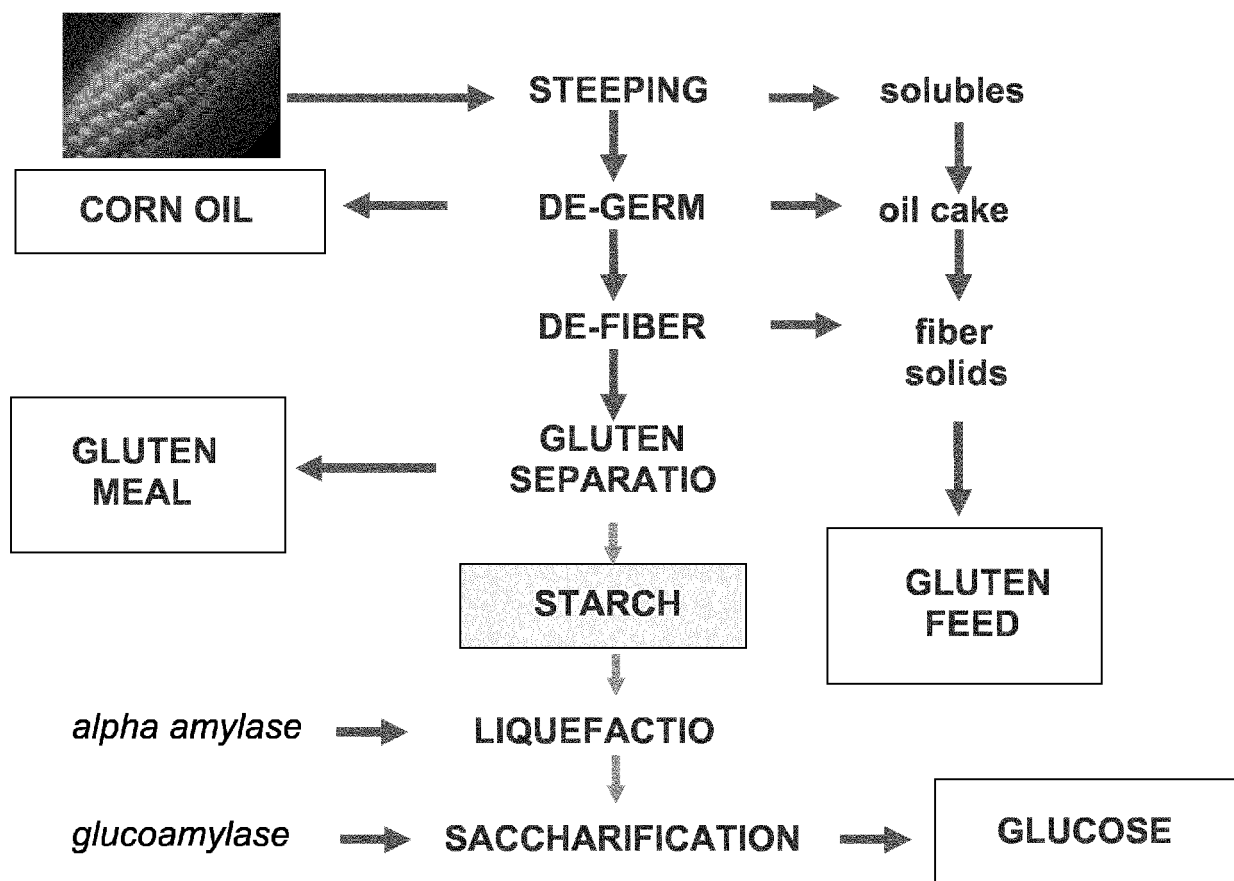 STEEPING
solubles
CORN OIL
DE-GERM
oil cake
DE-FIBER
fiber
solids
GLUTEN
MEAL
GLUTEN
SEPARATIO
STARCH
GLUTEN
FEED
alpha amylase
LIQUEFACTIO
glucoamylase
SACCHARIFICATION
GLUCOSE